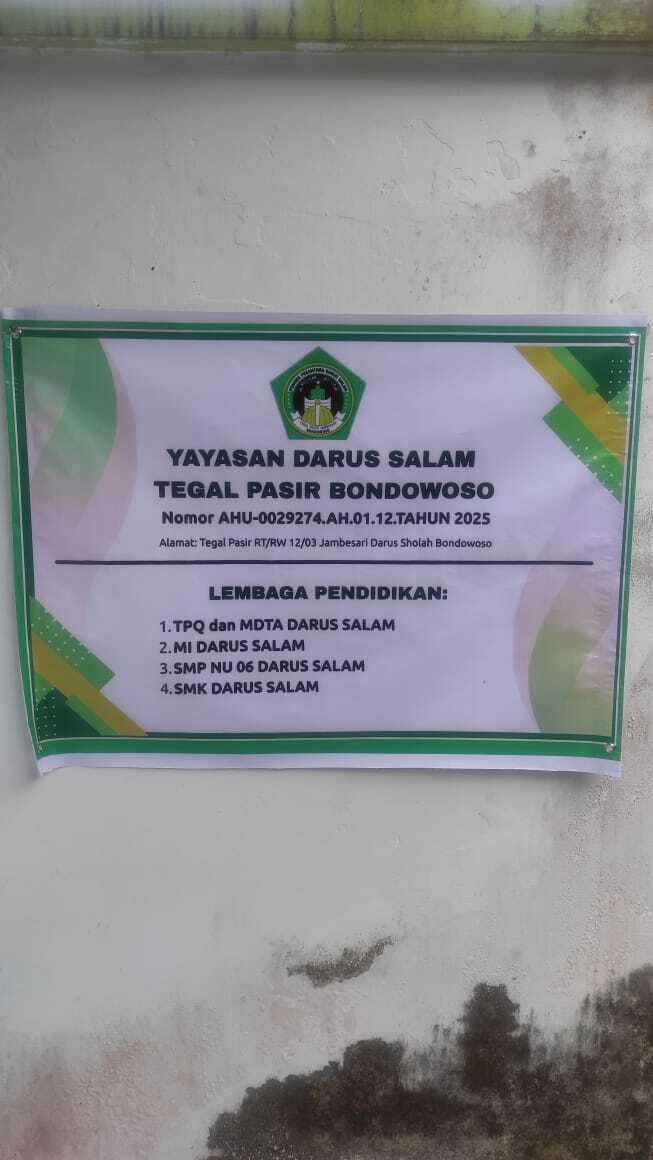 YAYASAN DARUS SALAM
TEGAL PASIR BONDOWOSO
Nomor AHU-0029274.AH.01.12.TAHUN 2025
Alamat: Tegal Pasir RT/RW 12/03 Jambesari Darus Sholah Bondowoso
LEMBAGA PENDIDIKAN:
1. TPQ dan MDTA DARUS SALAM
2. MI DARUS SALAM
3. SMP NU 06 DARUS SALAM
4. SMK DARUS SALAM